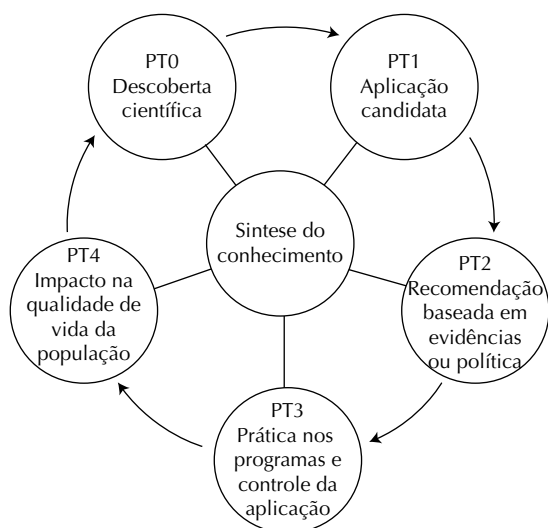 PT0
Descoberta
científica
PT1
Aplicação
candidata
Sintese do
conhecimento
PT2
Recomendação
baseada em
evidências
ou política
PT3
Prática nos
programas e
controle da
aplicação
PT4
Impacto na
qualidade de
vida da
população